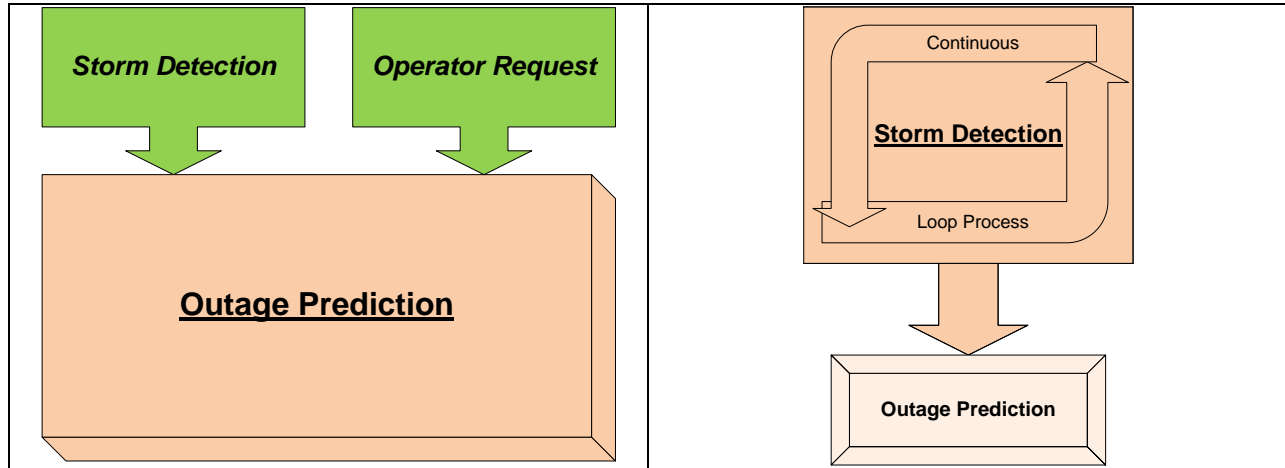 Storm Detection
Operator Request
Outage Prediction
Continuous
Storm Detection
Loop Process
Outage Prediction